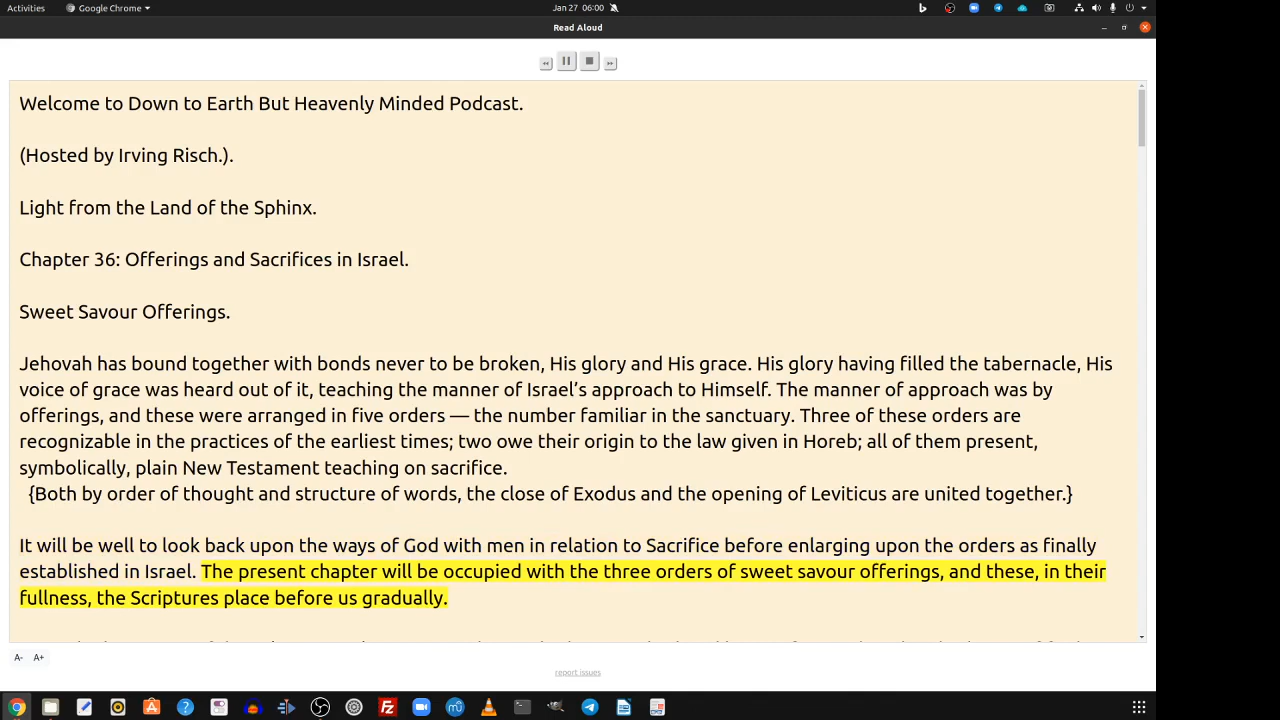 Activities
Google Chrome
Jan 27 06:00
Read Aloud
Welcome to Down to Earth But Heavenly Minded Podcast.
(Hosted by Irving Risch.).
Light from the Land of the Sphinx.
Chapter 36: Offerings and Sacrifices in Israel.
Sweet Savour Offerings.
Jehovah has bound together with bonds never to be broken, His glory and His grace. His glory having filled the tabernacle, His
voice of grace was heard out of it, teaching the manner of Israel’s approach to Himself. The manner of approach was by
offerings, and these were arranged in five orders — the number familiar in the sanctuary. Three of these orders are
recognizable in the practices of the earliest times; two owe their origin to the law given in Horeb; all of them present,
symbolically, plain New Testament teaching on sacrifice.
{Both by order of thought and structure of words, the close of Exodus and the opening of Leviticus are united together.}
It will be well to look back upon the ways of God with men in relation to Sacrifice before enlarging upon the orders as finally
established in Israel. The present chapter will be occupied with the three orders of sweet savour offerings, and these, in their
fullness, the Scriptures place before us gradually.
A-
A+
report issues